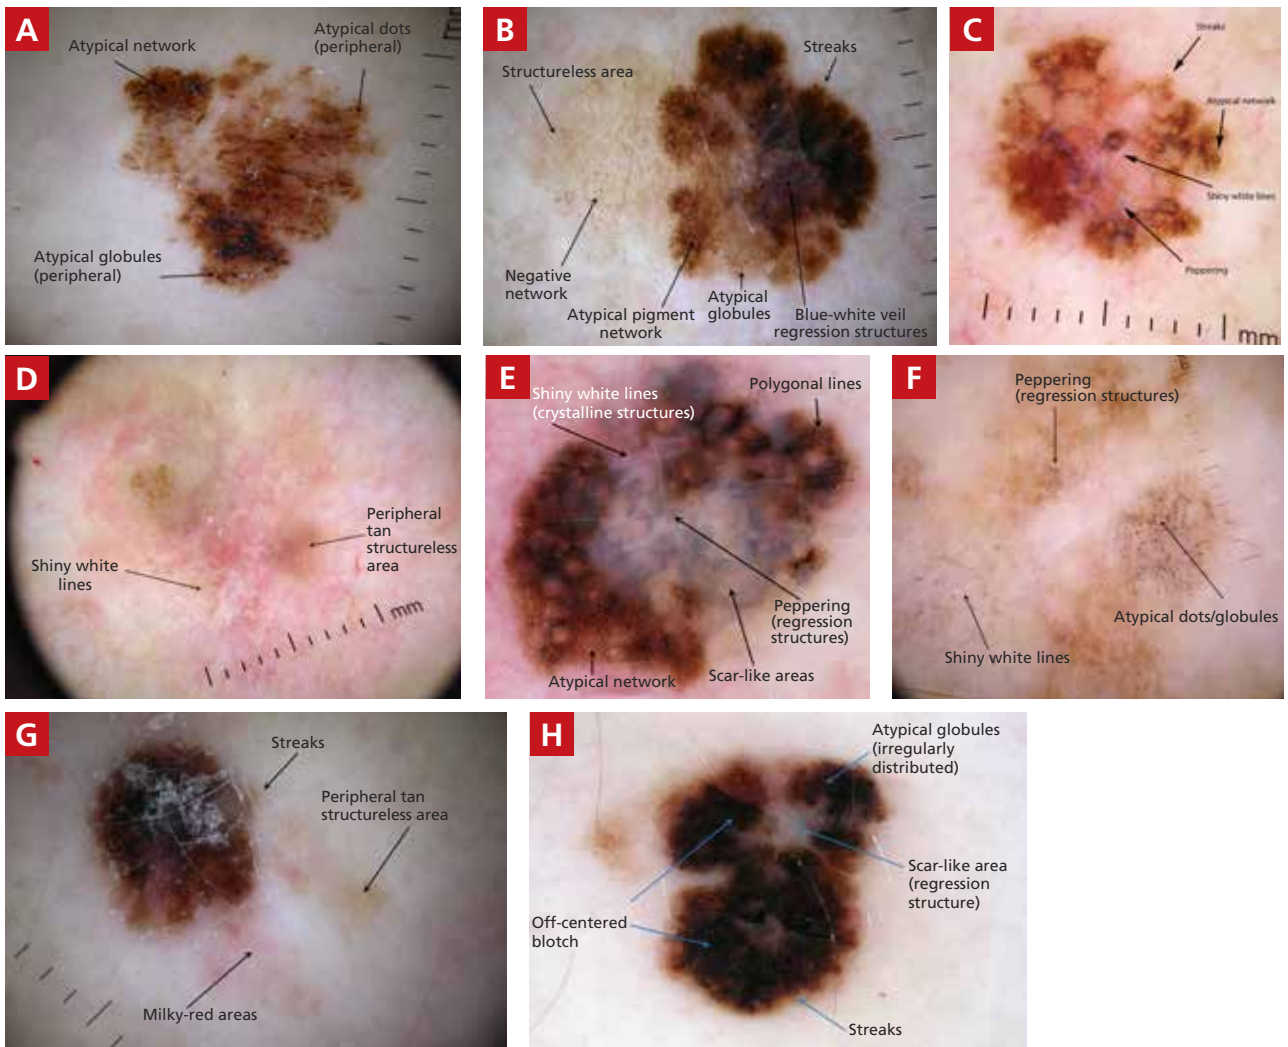 A
Atypical network
Atypical dots
(peripheral)
Atypical globules
(peripheral)
B
Structureless area
Streaks
Negative
network
Atypical pigment
network
Atypical
globules
Blue-white veil
regression structures
C
Streaks
Atypical network
Shiny white lines
Peppering
mm
D
Peripheral
tan
structureless
area
Shiny white
lines
mm
E
Shiny white lines
(crystalline structures)
Polygonal lines
Peppering
(regression
structures)
Atypical network
Scar-like areas
F
Peppering
(regression structures)
Atypical dots/globules
Shiny white lines
G
Streaks
Peripheral tan
structureless area
Milky-red areas
H
Atypical globules
(irregularly
distributed)
Scar-like area
(regression
structure)
Off-centered
blotch
Streaks